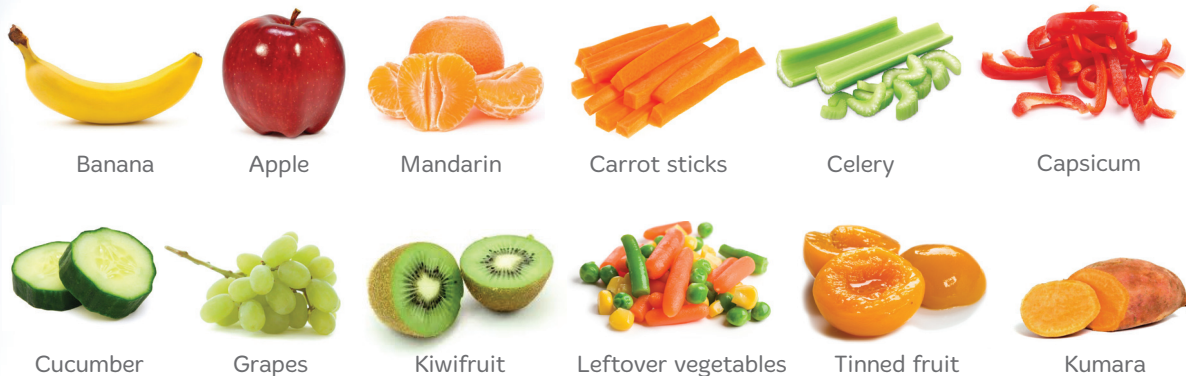 Banana Apple Mandarin Carrot sticks Celery Capsicum
Cucumber Grapes Kiwifruit Leftover vegetables Tinned fruit Kumara